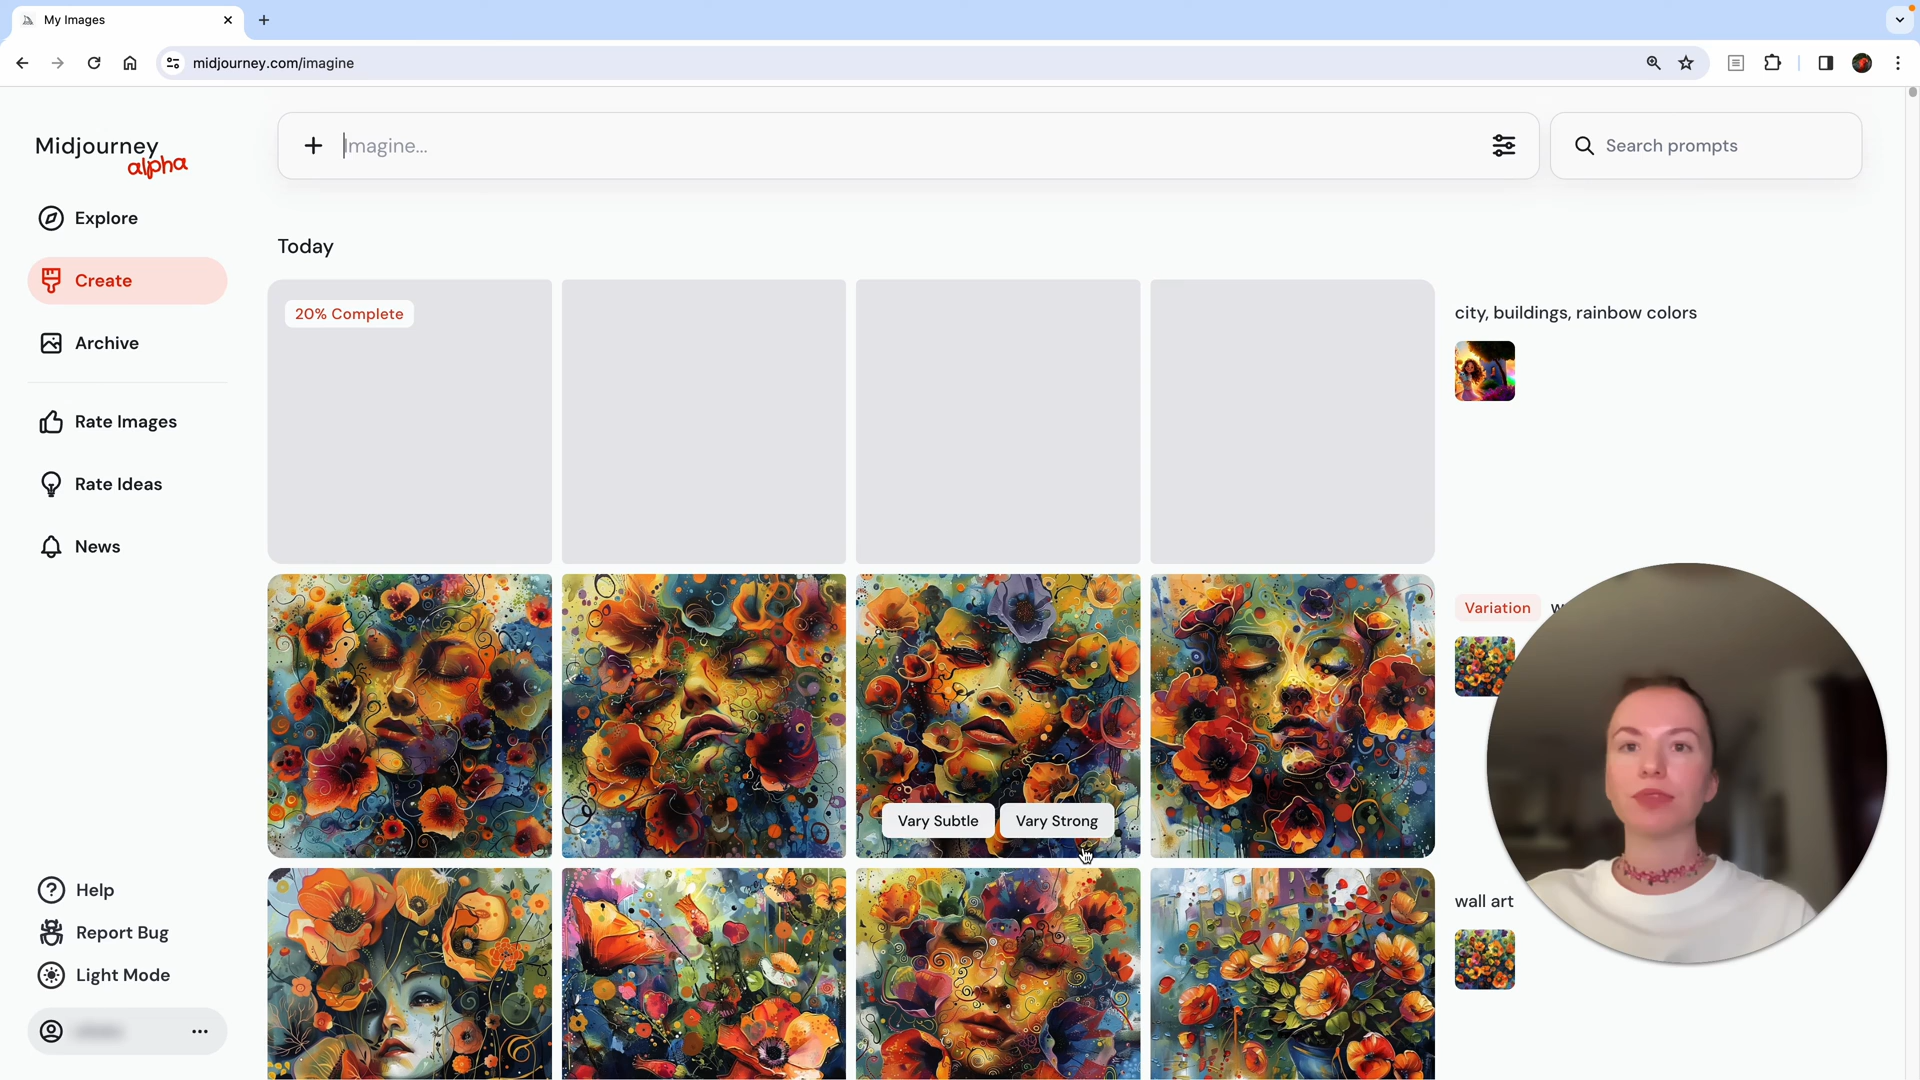 My Images
midjourney.com/imagine
Midjourney
alpha
Imagine...
Search prompts
Explore
Create
Archive
Rate Images
Rate Ideas
News
Today
20% Complete
city, buildings, rainbow colors
Variation
Vary Subtle
Vary Strong
wall art
Help
Report Bug
Light Mode